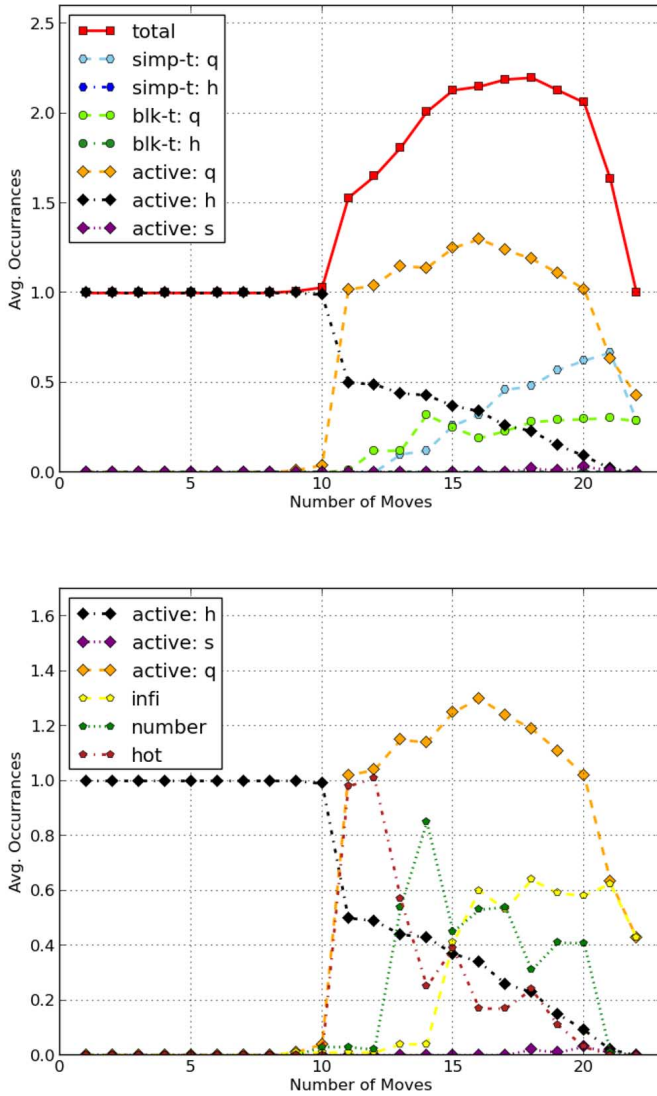 2.5
2.0
1.5
1.0
0.5
0.0
Avg. Occurrances
total
simp-t: q
simp-t: h
blk-t: q
blk-t: h
active: q
active: h
active: s
0 5 10 15 20
Number of Moves
1.6
1.4
1.2
1.0
0.8
0.6
0.4
0.2
0.0
Avg. Occurrances
active: h
active: s
active: q
infi
number
hot
0 5 10 15 20
Number of Moves